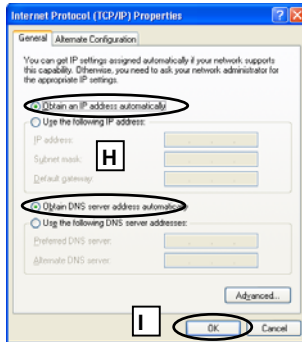 Internet Protocol (TCP/IP) Properties
General
Alternate Configuration
You can get IP settings assigned automatically if your network supports
this capability. Otherwise, you need to ask your network administrator for
the appropriate IP settings.
Obtain an IP address automatically
Use the following IP address:
IP address:
H
Subnet mask:
Default gateway:
Obtain DNS server address automatically
Use the following DNS server addresses:
Preferred DNS server:
Alternate DNS server:
Advanced...
I
OK
Cancel